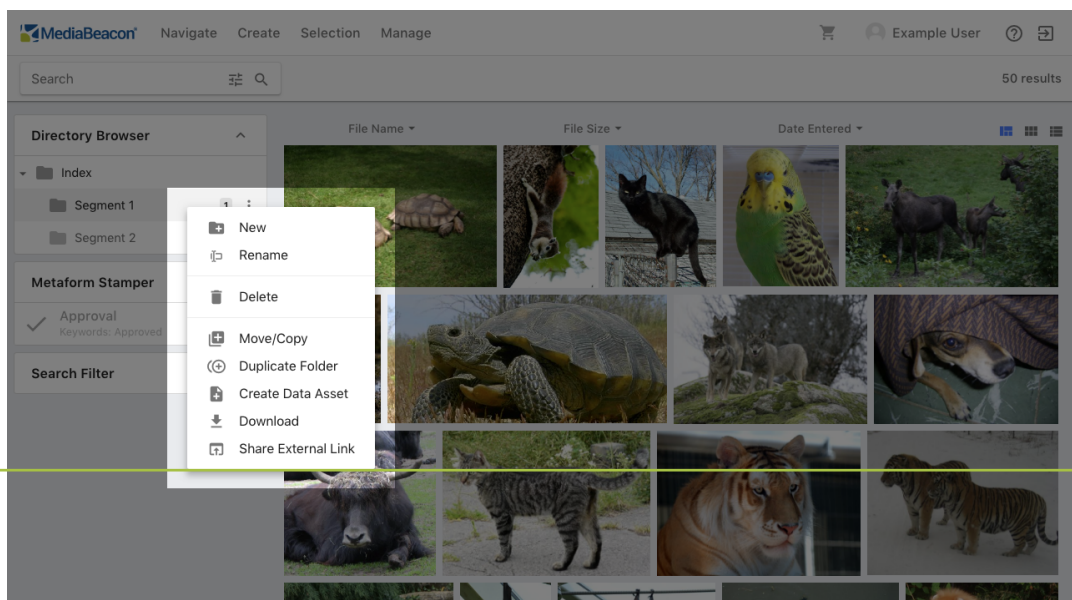 MediaBeacon® Navigate Create Selection Manage Example User
Search 50 results
Directory Browser
File Name File Size Date Entered
Index
Segment 1 1
Segment 2
New
Rename
Metaform Stamper
Delete
Approval
Keywords: Approved
Move/Copy
Duplicate Folder
Search Filter
Create Data Asset
Download
Share External Link